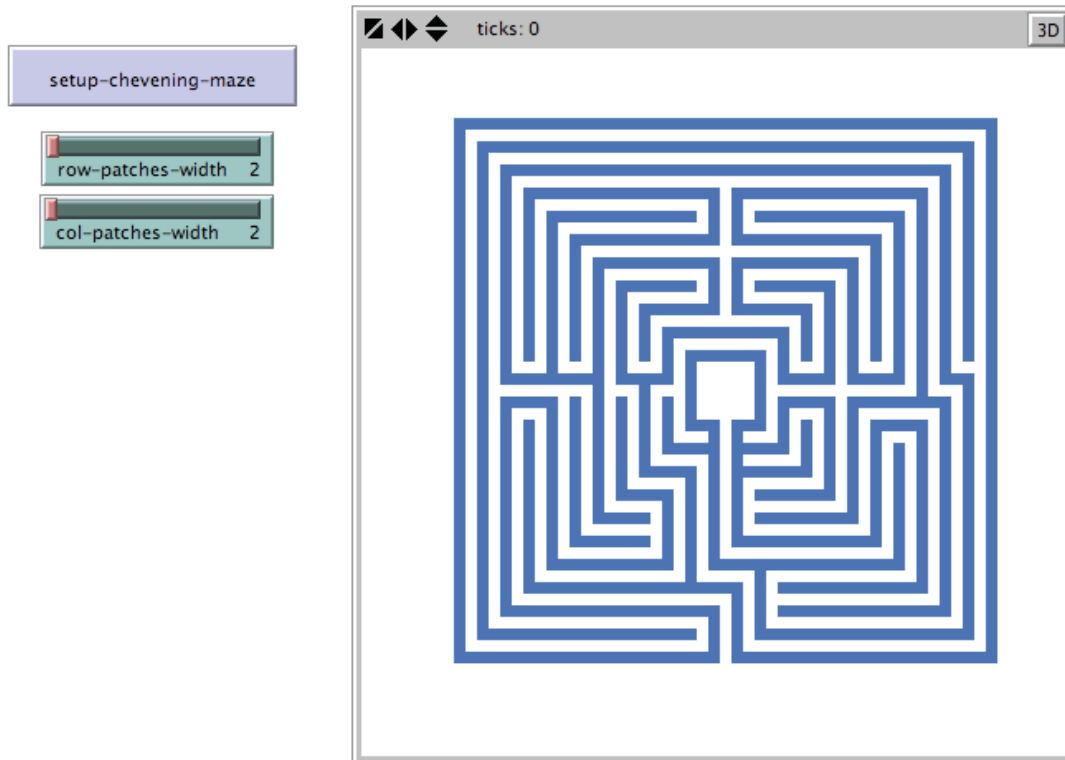 ticks: 0
3D
setup-chevening-maze
row-patches-width 2
col-patches-width 2